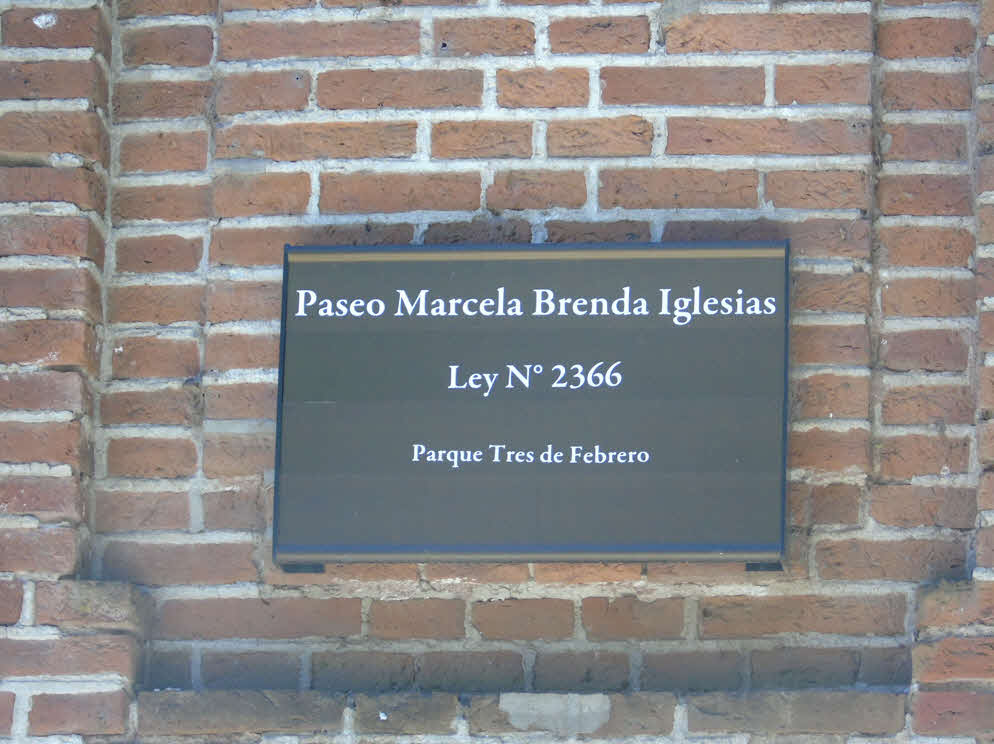 Paseo Marcela Brenda Iglesias
Ley N° 2366
Parque Tres de Febrero